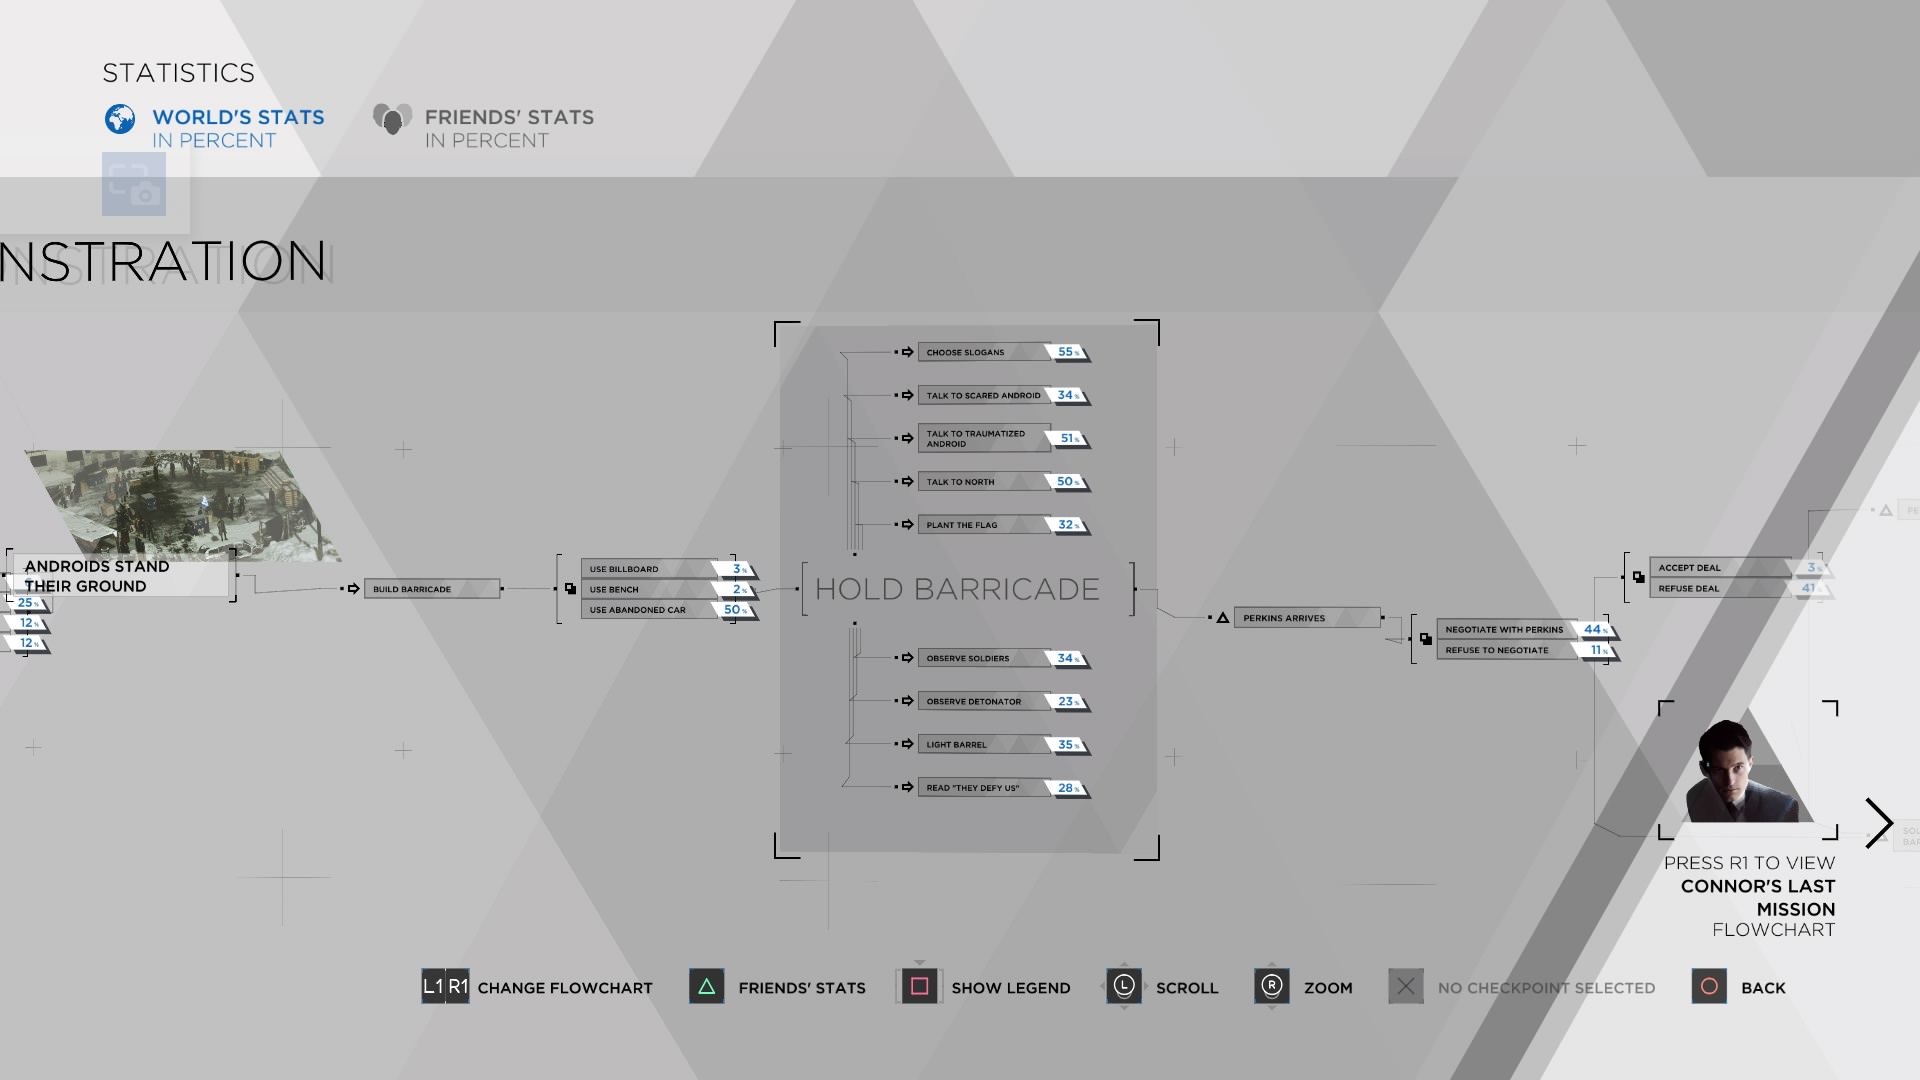 STATISTICS
WORLD'S STATS
IN PERCENT
FRIENDS' STATS
IN PERCENT
NSTRATION
ANDROIDS STAND
THEIR GROUND
25%
12%
12%
BUILD BARRICADE
USE BILLBOARD 3%
USE BENCH 2%
USE ABANDONED CAR 50%
CHOOSE SLOGANS 55%
TALK TO SCARED ANDROID 34%
TALK TO TRAUMATIZED
ANDROID 51%
TALK TO NORTH 50%
PLANT THE FLAG 32%
HOLD BARRICADE
OBSERVE SOLDIERS 34%
OBSERVE DETONATOR 23%
LIGHT BARREL 35%
READ "THEY DEFY US" 28%
PERKINS ARRIVES
NEGOTIATE WITH PERKINS 44%
REFUSE TO NEGOTIATE 11%
ACCEPT DEAL 3%
REFUSE DEAL 41%
PE
SOL
BAR
PRESS R1 TO VIEW
CONNOR'S LAST
MISSION
FLOWCHART
L1 R1 CHANGE FLOWCHART
FRIENDS' STATS
SHOW LEGEND
L SCROLL
R ZOOM
NO CHECKPOINT SELECTED
BACK